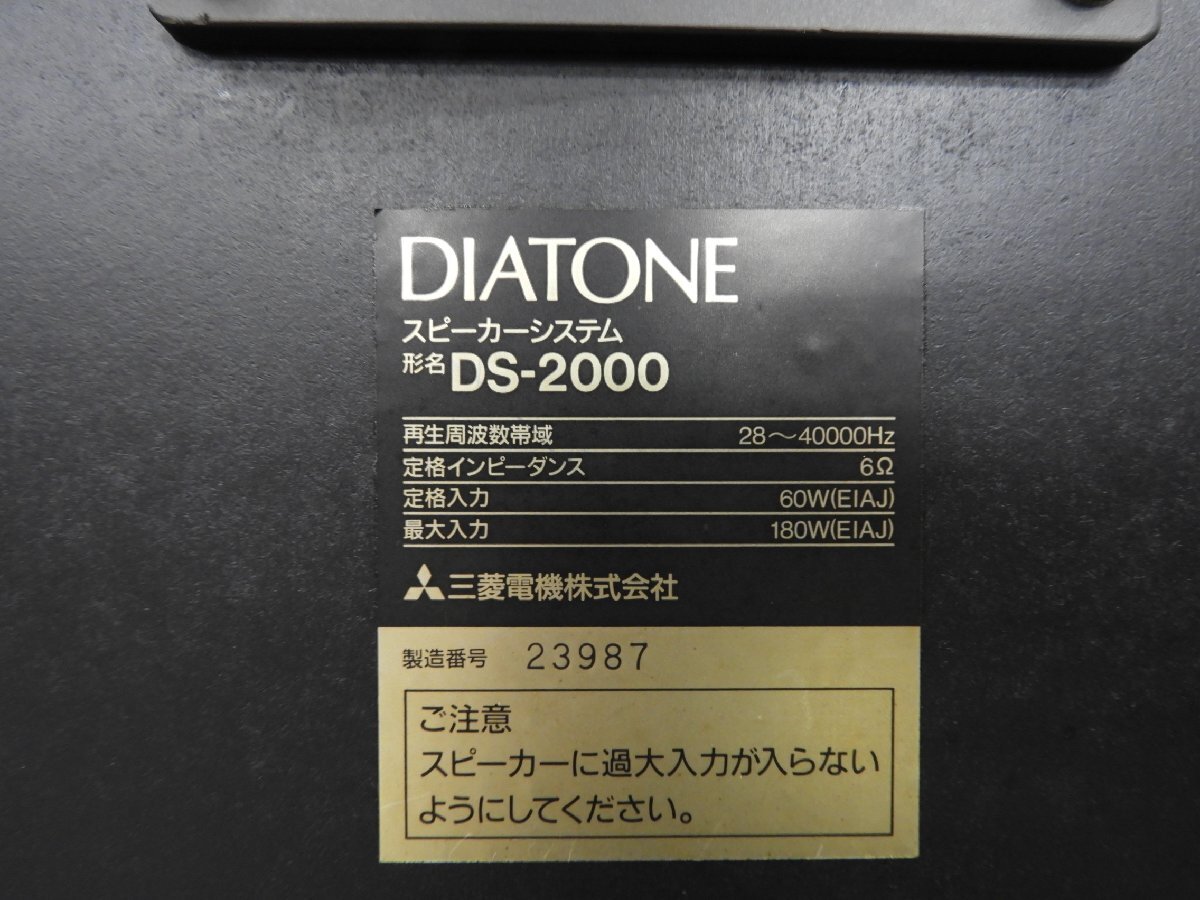 DIATONE
スピーカーシステム
形名 DS-2000
再生周波数帯域 28〜40000Hz
定格インピーダンス 6Ω
定格入力 60W(EIAJ)
最大入力 180W(EIAJ)
三菱電機株式会社
製造番号 23987
ご注意
スピーカーに過大入力が入らない
ようにしてください。